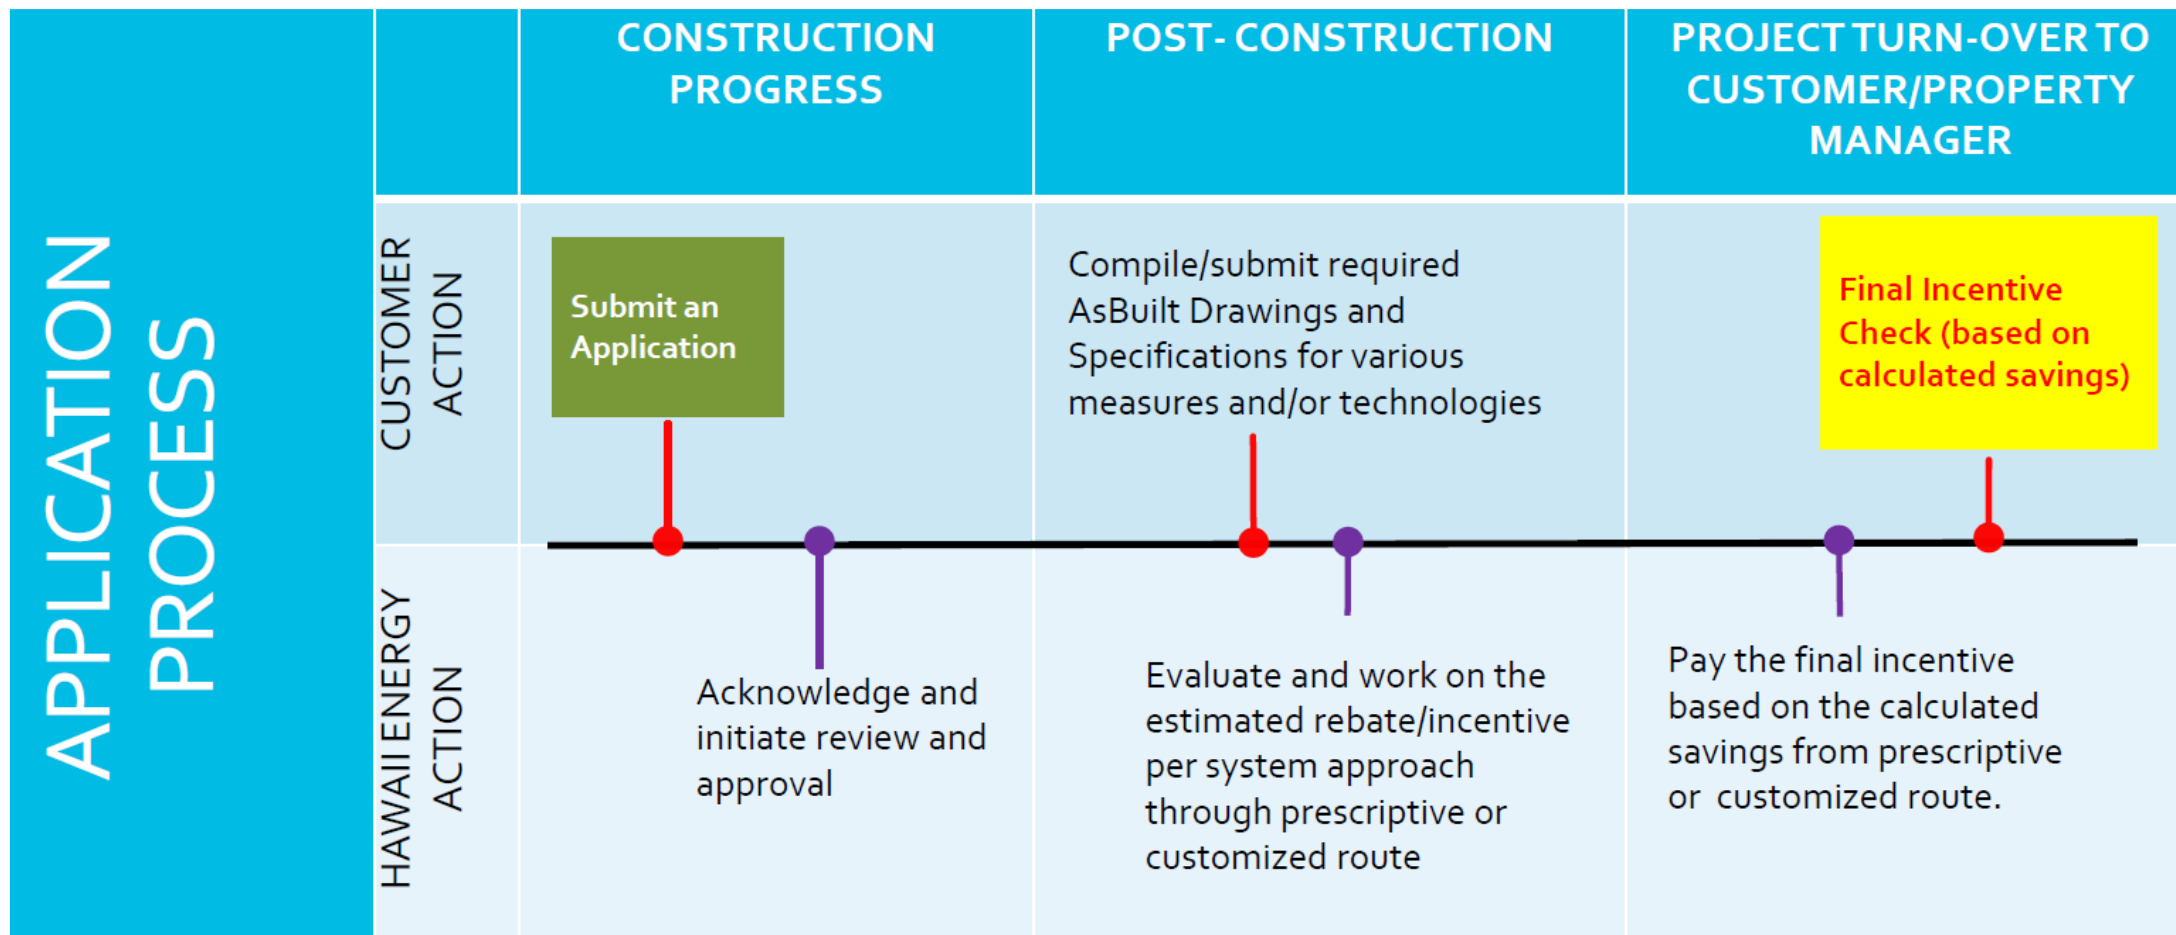 APPLICATION
PROCESS
CONSTRUCTION
PROGRESS
POST- CONSTRUCTION
PROJECT TURN-OVER TO
CUSTOMER/PROPERTY
MANAGER
CUSTOMER
ACTION
Submit an
Application
Compile/submit required
AsBuilt Drawings and
Specifications for various
measures and/or technologies
Final Incentive
Check (based on
calculated savings)
HAWAII ENERGY
ACTION
Acknowledge and
initiate review and
approval
Evaluate and work on the
estimated rebate/incentive
per system approach
through prescriptive or
customized route
Pay the final incentive
based on the calculated
savings from prescriptive
or customized route.